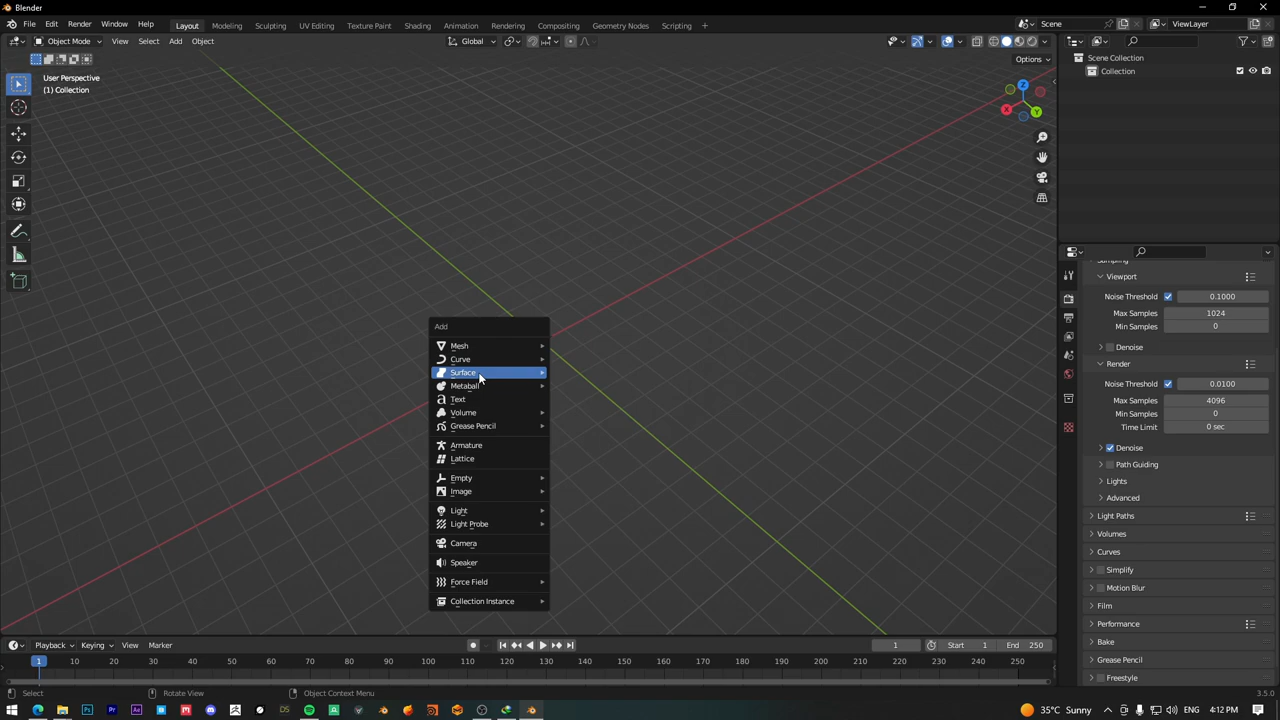 Blender
File Edit Render Window Help
Layout Modeling Sculpting UV Editing Texture Paint Shading Animation Rendering Compositing Geometry Nodes Scripting +
Scene
ViewLayer
Object Mode View Select Add Object
Global
Options
User Perspective
(1) Collection
X Y Z
Scene Collection
Collection
Add
Mesh
Curve
Surface
Metaball
Text
Volume
Grease Pencil
Armature
Lattice
Empty
Image
Light
Light Probe
Camera
Speaker
Force Field
Collection Instance
Sampling
Viewport
Noise Threshold 0.1000
Max Samples 1024
Min Samples 0
Denoise
Render
Noise Threshold 0.0100
Max Samples 4096
Min Samples 0
Time Limit 0 sec
Denoise
Path Guiding
Lights
Advanced
Light Paths
Volumes
Curves
Simplify
Motion Blur
Film
Performance
Bake
Grease Pencil
Freestyle
Playback Keying View Marker
1 Start 1 End 250
1 10 20 30 40 50 60 70 80 90 100 110 120 130 140 150 160 170 180 190 200 210 220 230 240 250
Select Rotate View Object Context Menu
3.5.0
Ps Pr Ae M DS
35°C Sunny
4:12 PM